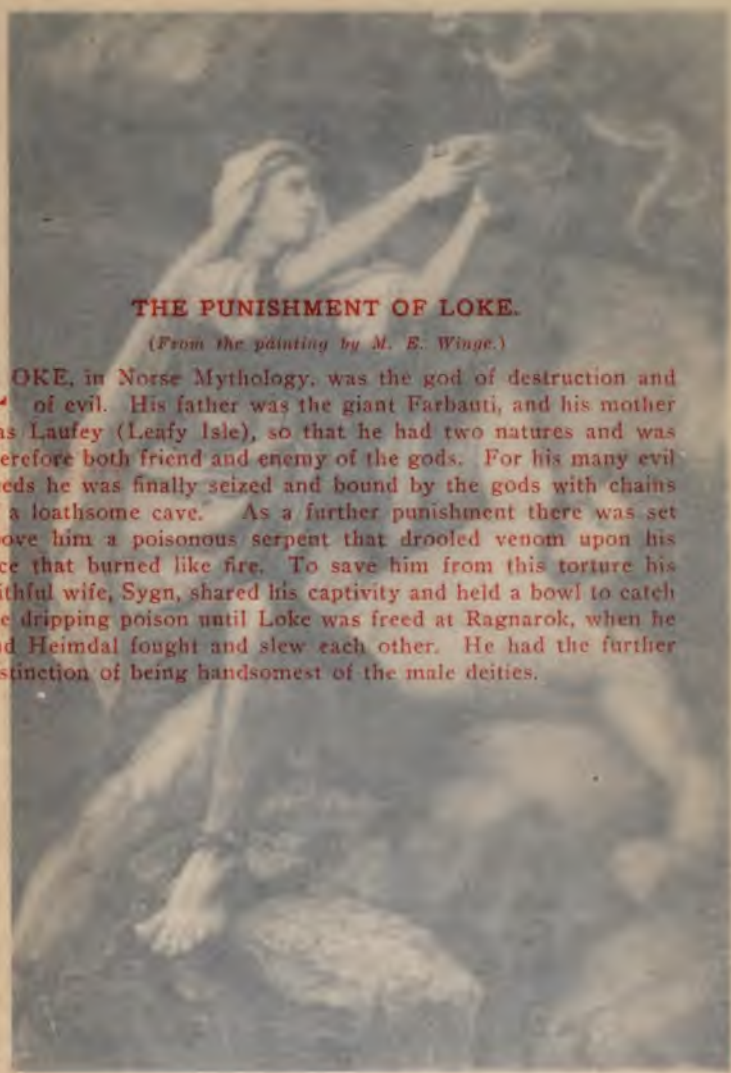 THE PUNISHMENT OF LOKE.
(From the painting by M. E. Winge.)
OKE, in Norse Mythology, was the god of destruction and
of evil. His father was the giant Farbauti, and his mother
as Laufey (Leafy Isle), so that he had two natures and was
erefore both friend and enemy of the gods. For his many evil
eeds he was finally seized and bound by the gods with chains
a loathsome cave. As a further punishment there was set
ove him a poisonous serpent that drooled venom upon his
ce that burned like fire. To save him from this torture his
ithful wife, Sygn, shared his captivity and held a bowl to catch
e dripping poison until Loke was freed at Ragnarok, when he
nd Heimdal fought and slew each other. He had the further
stinction of being handsomest of the male deities.